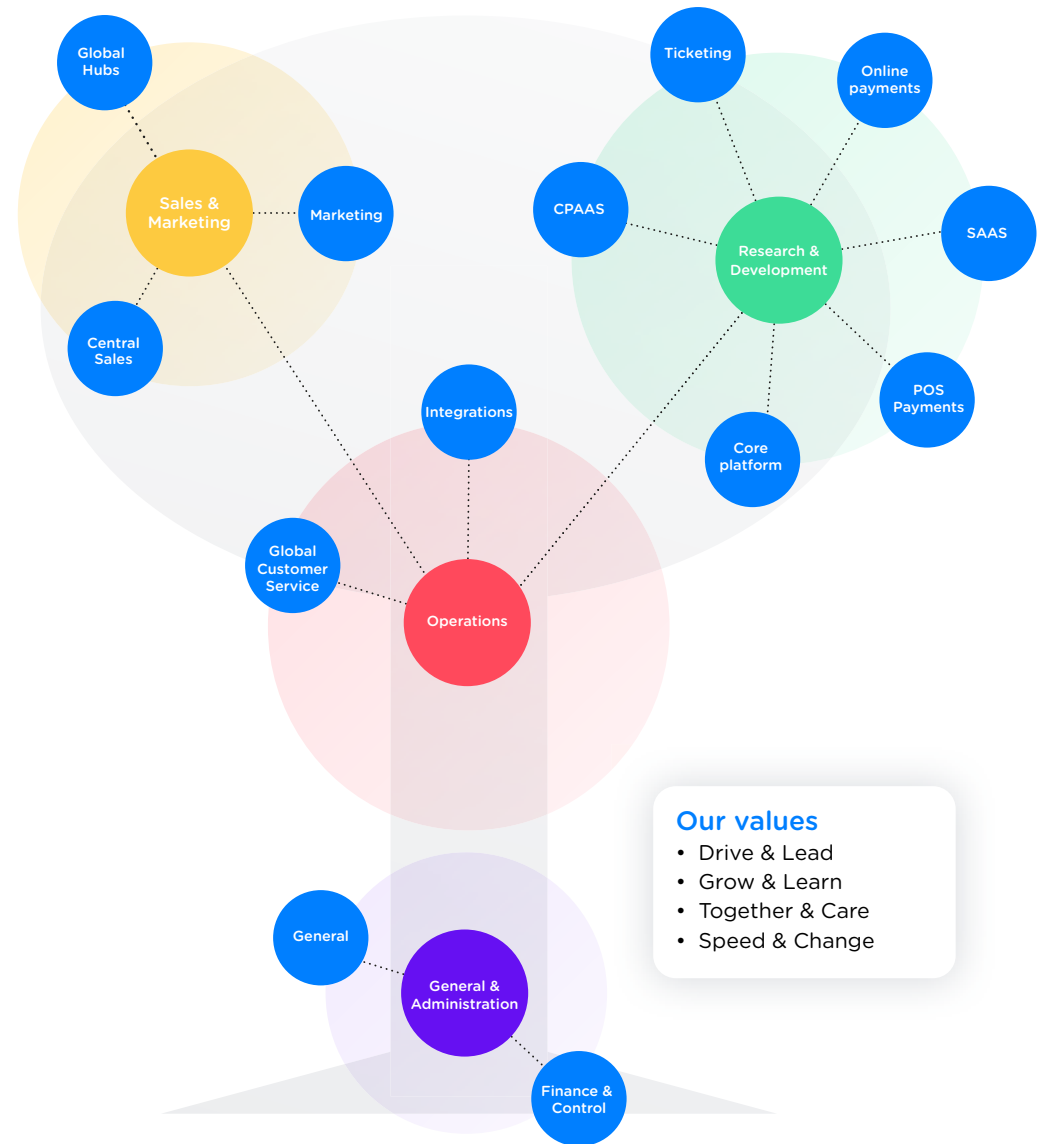 Global
Hubs
Sales &
Marketing
Marketing
Central
Sales
Ticketing
Online
payments
CPAAS
SAAS
Research &
Development
POS
Payments
Core
platform
Integrations
Global
Customer
Service
Operations
Our values
• Drive & Lead
• Grow & Learn
• Together & Care
• Speed & Change
General
General &
Administration
Finance &
Control